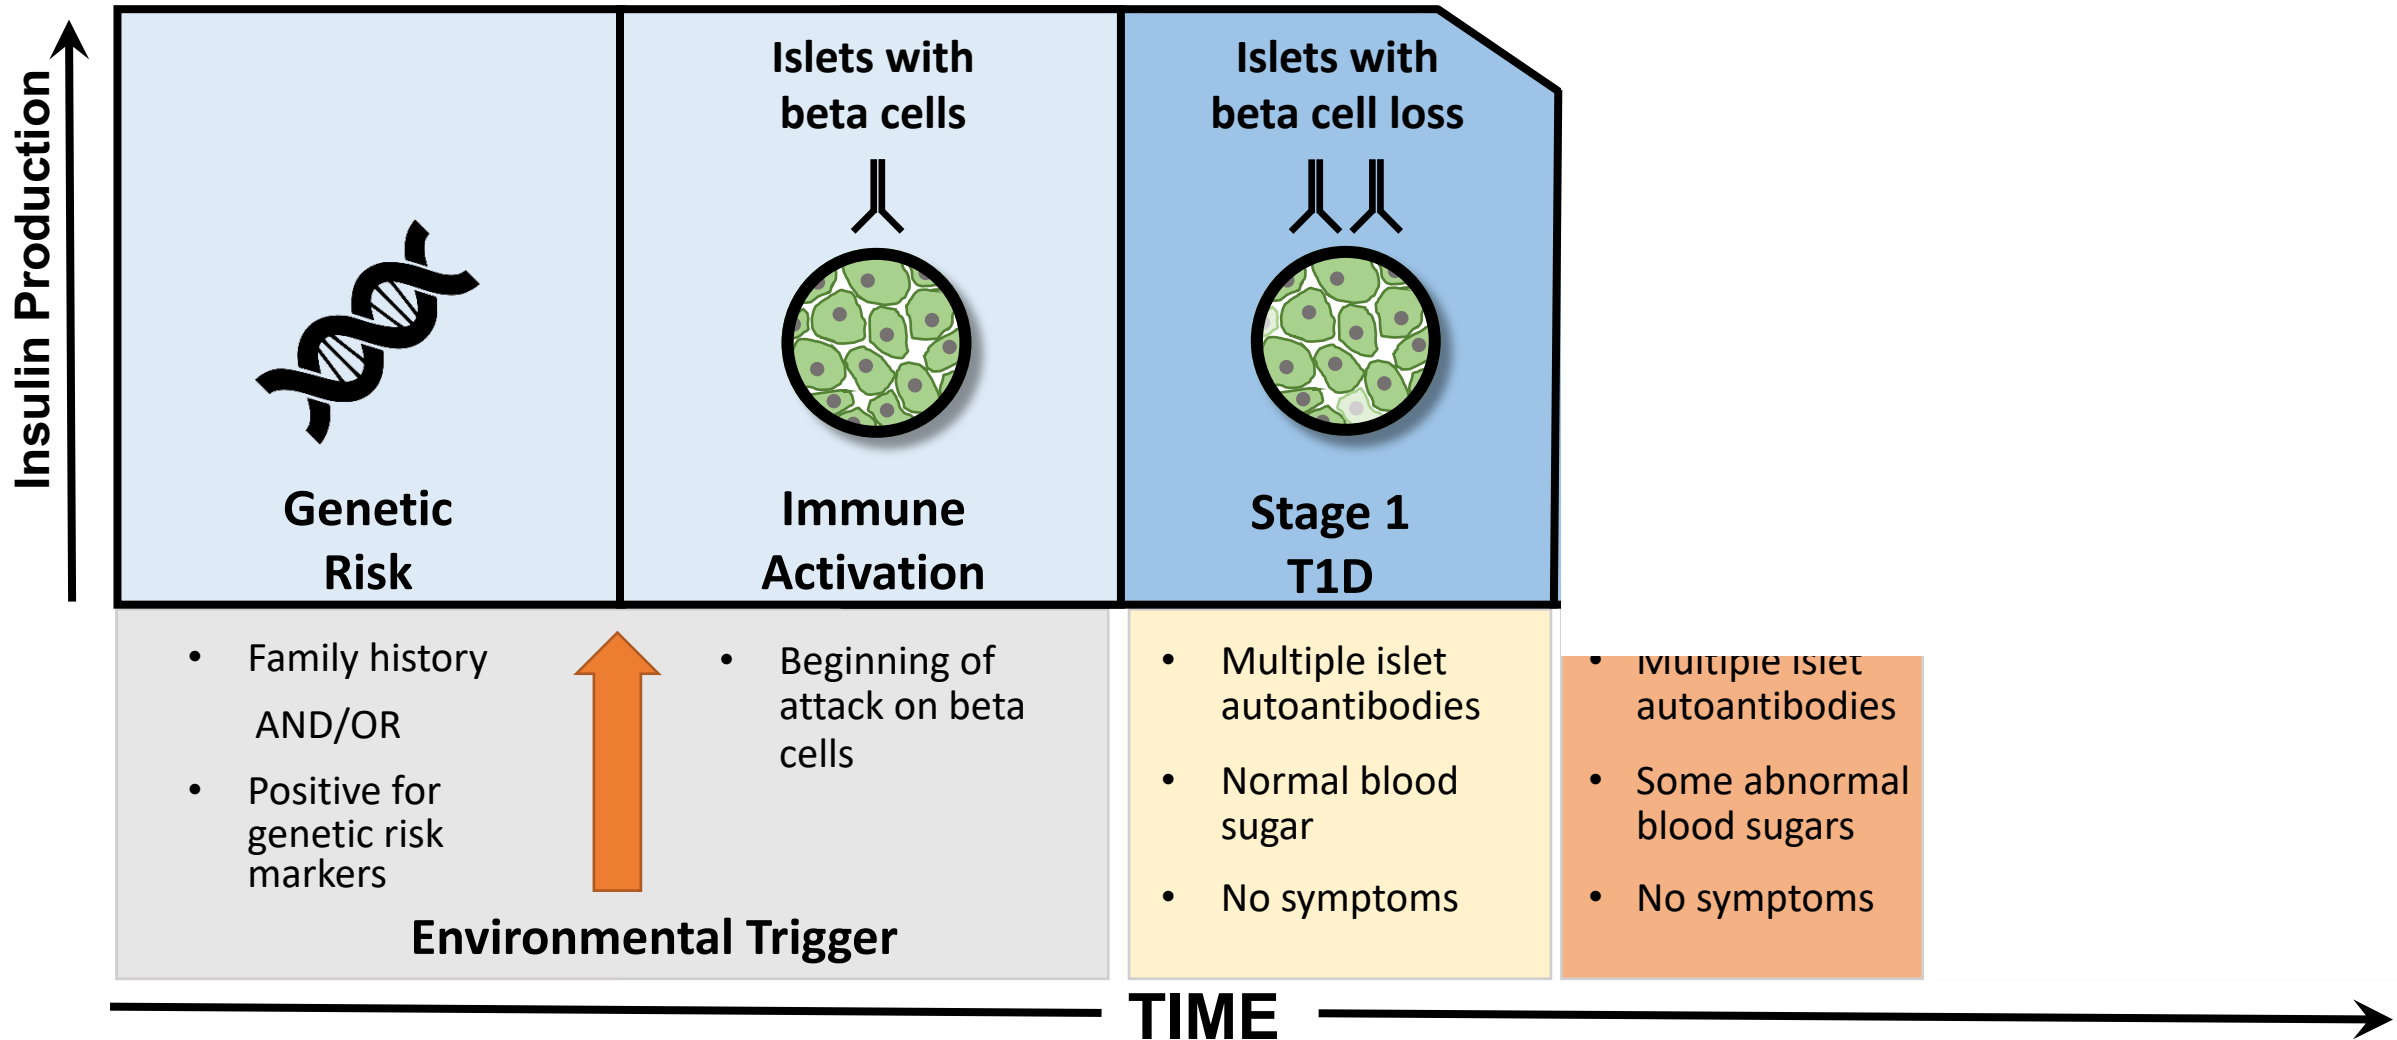 Insulin Production
Genetic
Risk
Islets with
beta cells
Immune
Activation
Islets with
beta cell loss
Stage 1
T1D
• Family history
AND/OR
• Positive for
genetic risk
markers
Environmental Trigger
• Beginning of
attack on beta
cells
• Multiple islet
autoantibodies
• Normal blood
sugar
• No symptoms
• Multiple islet
autoantibodies
• Some abnormal
blood sugars
• No symptoms
TIME